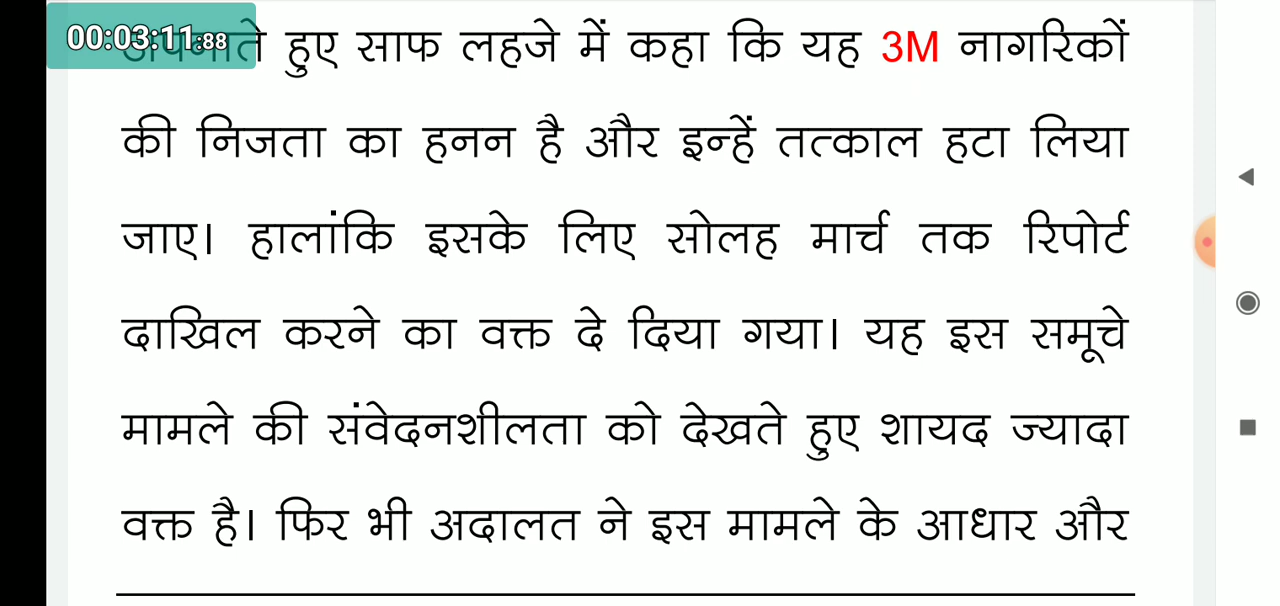 00:03:11:88
अपनाते हुए साफ लहजे में कहा कि यह 3M नागरिकों
की निजता का हनन है और इन्हें तत्काल हटा लिया
जाए। हालांकि इसके लिए सोलह मार्च तक रिपोर्ट
दाखिल करने का वक्त दे दिया गया। यह इस समूचे
मामले की संवेदनशीलता को देखते हुए शायद ज्यादा
वक्त है। फिर भी अदालत ने इस मामले के आधार और